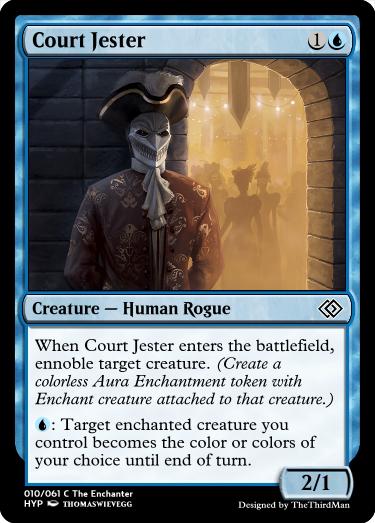 Court Jester 1
Creature — Human Rogue
When Court Jester enters the battlefield,
ennoble target creature. (Create a
colorless Aura Enchantment token with
Enchant creature attached to that creature.)
: Target enchanted creature you
control becomes the color or colors of
your choice until end of turn.
2/1
010/061 C The Enchanter
HYP THOMASWIEVEGG
Designed by TheThirdMan